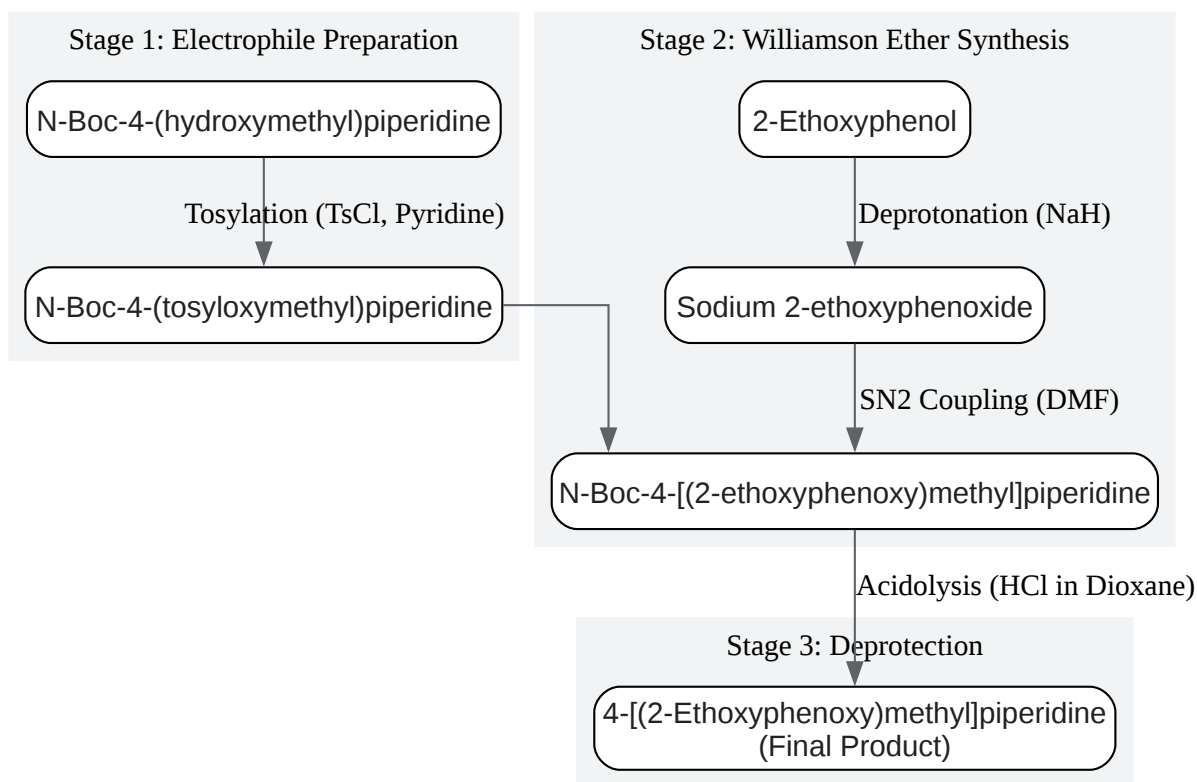 Stage 1: Electrophile Preparation
N-Boc-4-(hydroxymethyl)piperidine
Tosylation (TsCl, Pyridine)
N-Boc-4-(tosyloxymethyl)piperidine
Stage 2: Williamson Ether Synthesis
2-Ethoxyphenol
Deprotonation (NaH)
Sodium 2-ethoxyphenoxide
SN2 Coupling (DMF)
N-Boc-4-[(2-ethoxyphenoxy)methyl]piperidine
Acidolysis (HCl in Dioxane)
Stage 3: Deprotection
4-[(2-Ethoxyphenoxy)methyl]piperidine
(Final Product)